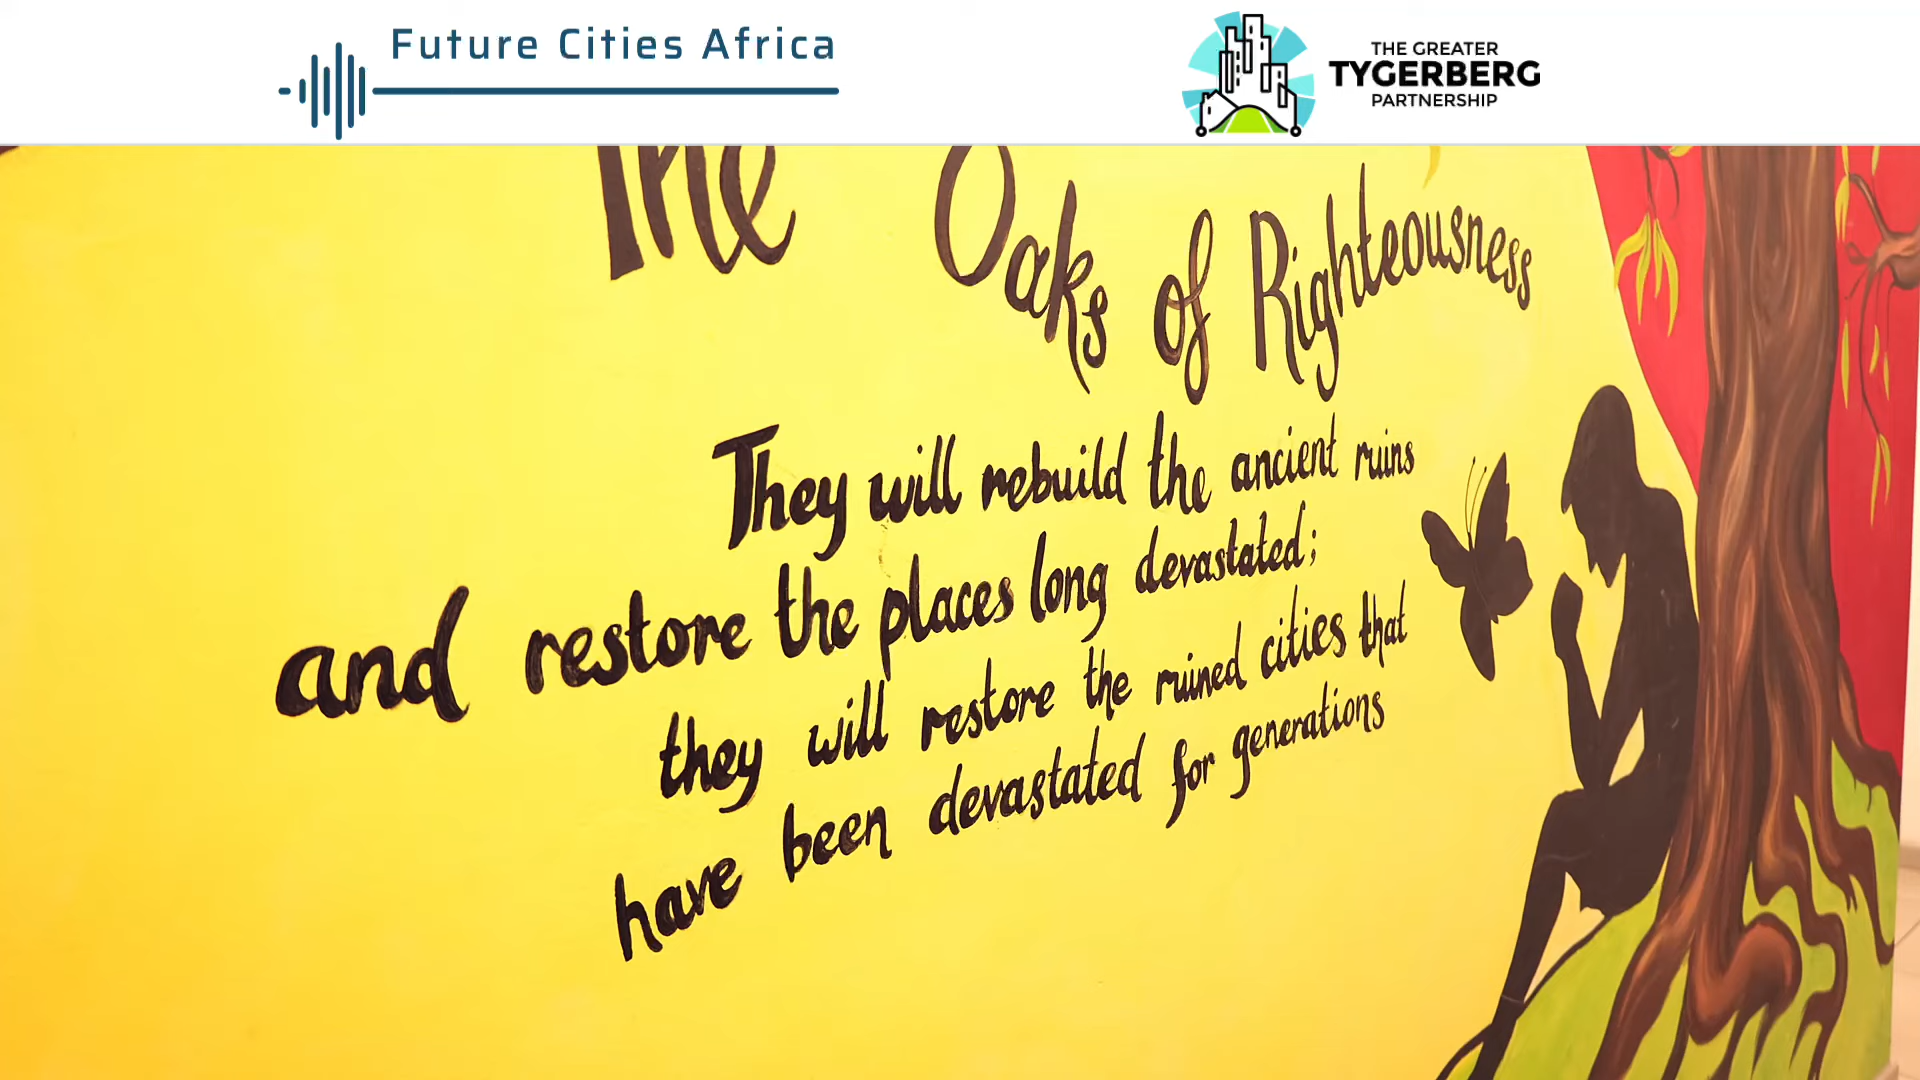 Future Cities Africa
THE GREATER
TYGERBERG
PARTNERSHIP
The Oaks of Righteousness
They will rebuild the ancient ruins
and restore the places long devastated;
they will restore the ruined cities that
have been devastated for generations